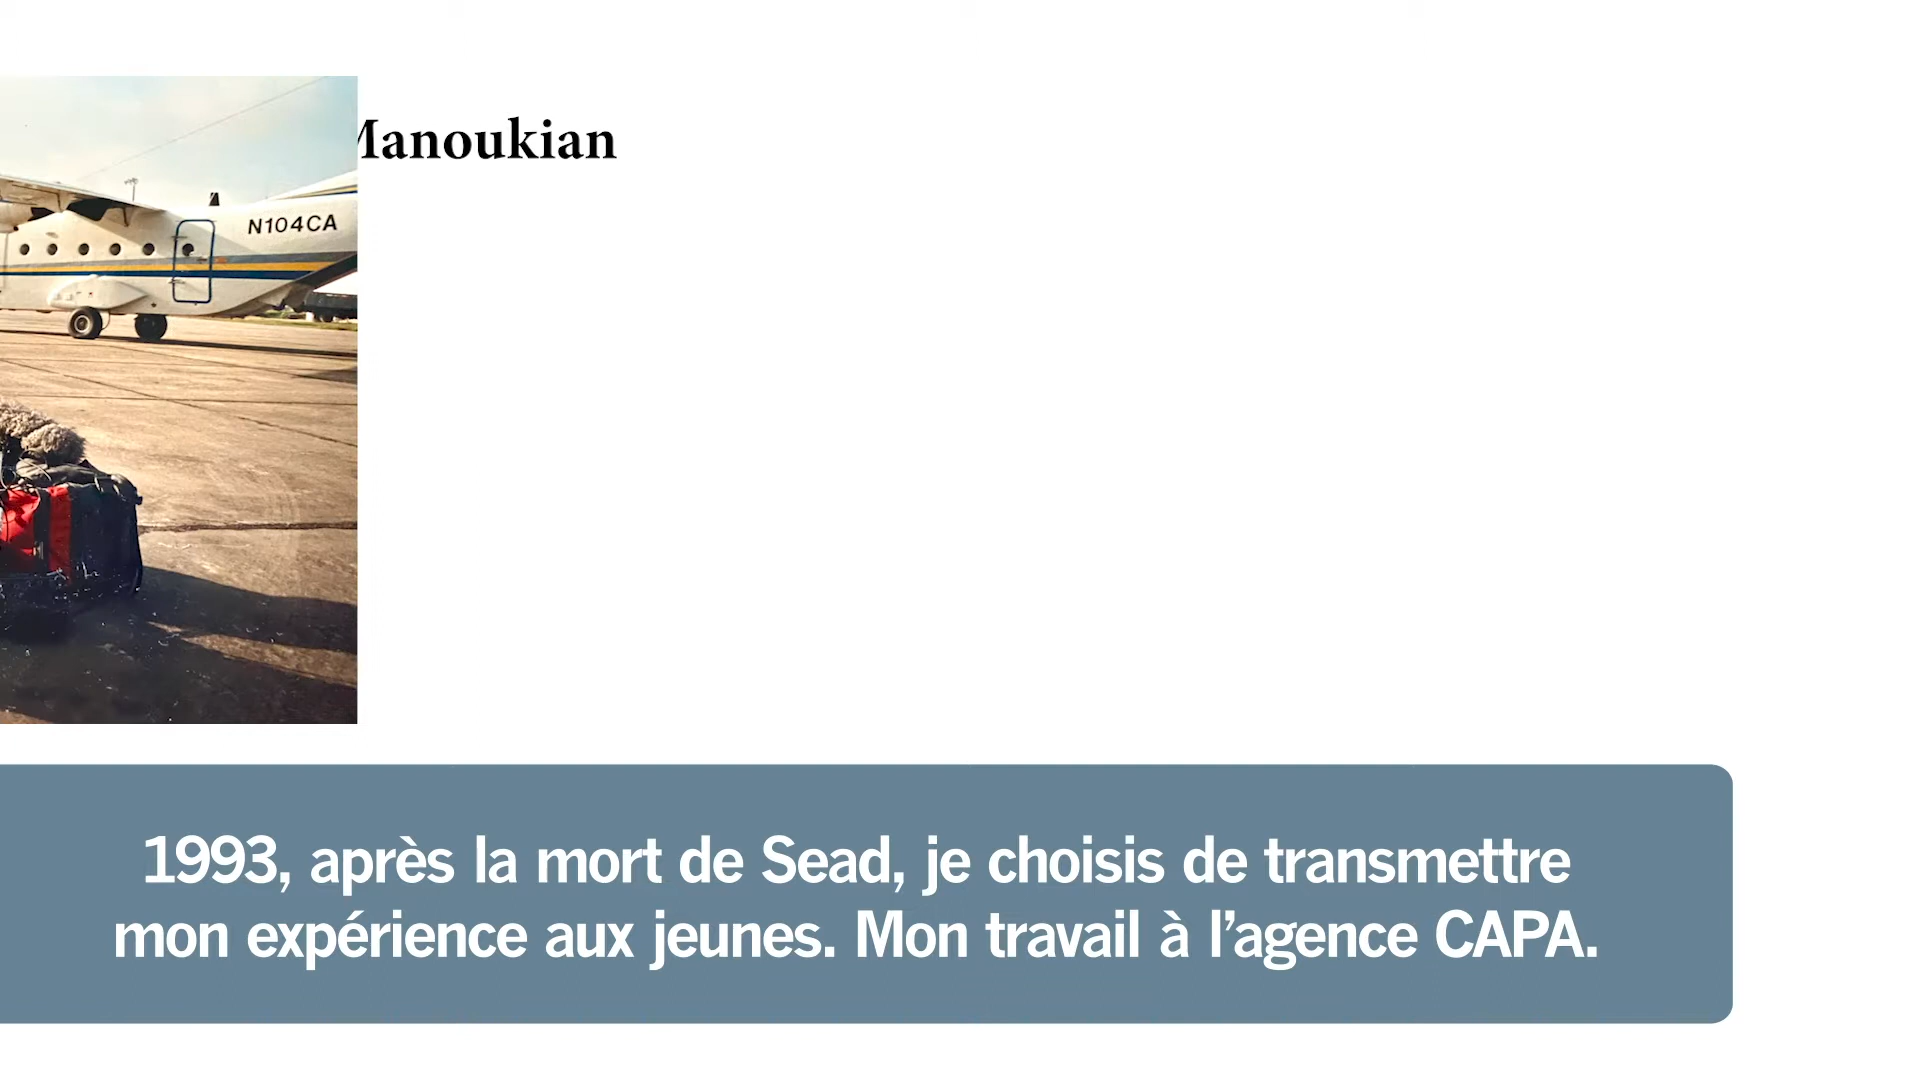 Manoukian
N104CA
1993, après la mort de Sead, je choisis de transmettre
mon expérience aux jeunes. Mon travail à l’agence CAPA.